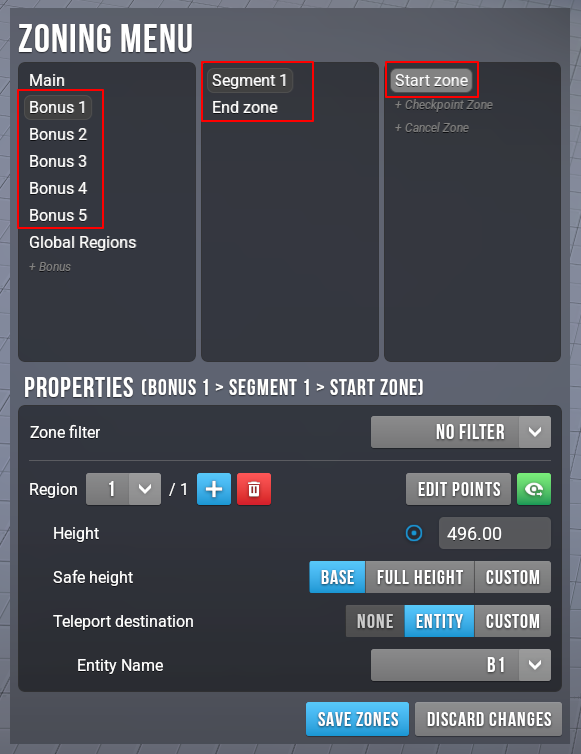 ZONING MENU
Main
Bonus 1
Bonus 2
Bonus 3
Bonus 4
Bonus 5
Global Regions
+ Bonus
Segment 1
End zone
Start zone
+ Checkpoint Zone
+ Cancel Zone
PROPERTIES (BONUS 1 > SEGMENT 1 > START ZONE)
Zone filter NO FILTER
Region 1 / 1 EDIT POINTS
Height 496.00
Safe height BASE FULL HEIGHT CUSTOM
Teleport destination NONE ENTITY CUSTOM
Entity Name B1
SAVE ZONES DISCARD CHANGES